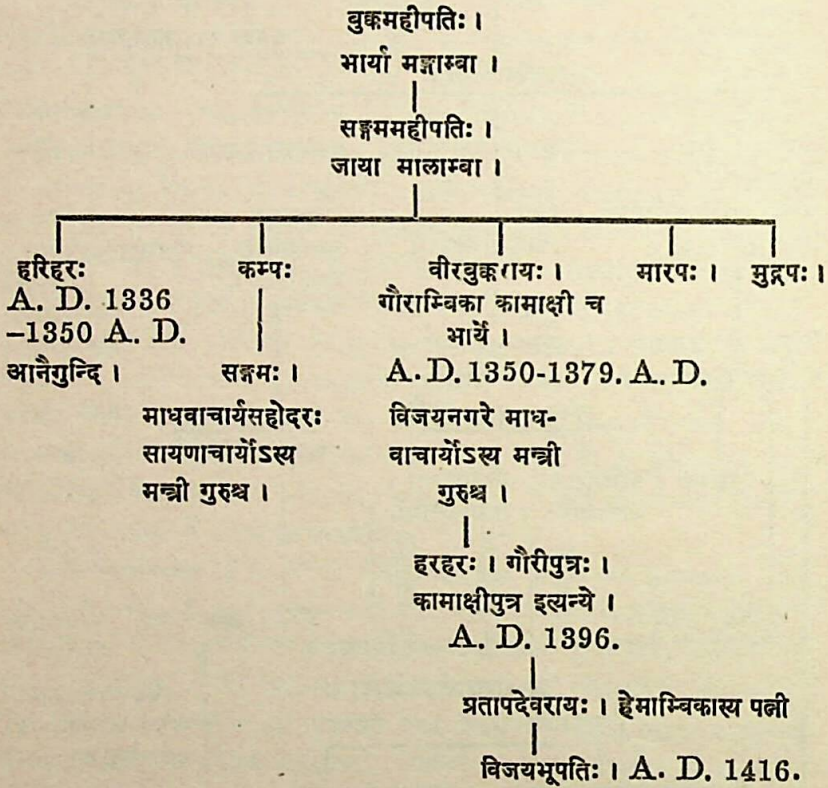 बुक्कमहीपतिः ।
भार्या मङ्गाम्बा ।
सङ्गममहीपतिः ।
जाया मालाम्बा ।
हरिहरः
A. D. 1336
–1350 A. D.
आनैगुन्दि ।
कम्पः
सङ्गमः ।
माधवाचार्यसहोदरः
सायणाचार्योऽस्य
मन्त्री गुरुश्च ।
वीरबुक्करायः ।
गौराम्बिका कामाक्षी च
भार्ये ।
A. D. 1350-1379. A. D.
विजयनगरे माध-
वाचार्योऽस्य मन्त्री
गुरुश्च ।
मारपः ।
मुद्गपः ।
हरहरः । गौरीपुत्रः ।
कामाक्षीपुत्र इत्यन्ये ।
A. D. 1396.
प्रतापदेवरायः । हेमाम्बिकास्य पत्नी
विजयभूपतिः । A. D. 1416.